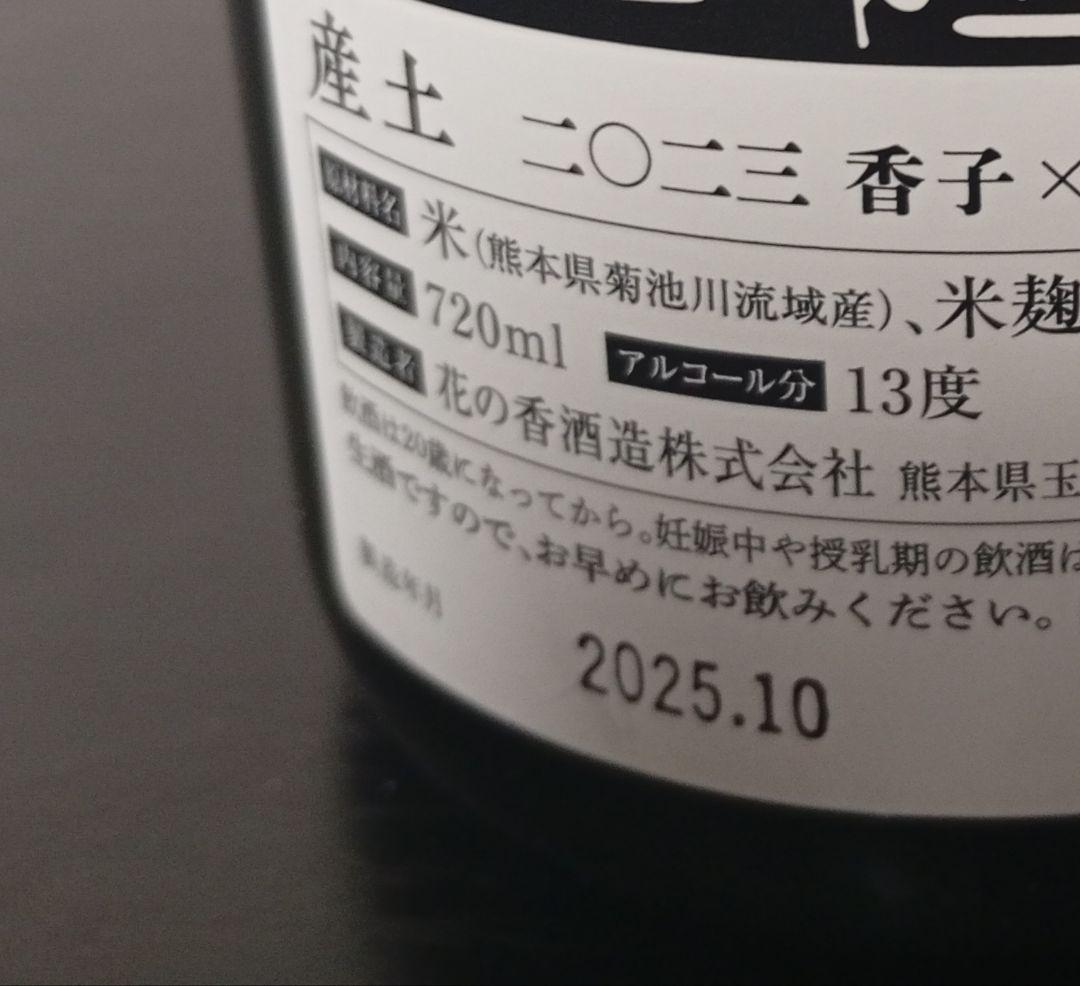 産土 二〇二三 香子×
原材料名 米(熊本県菊池川流域産)、米麹
内容量 720ml アルコール分 13度
製造者 花の香酒造株式会社 熊本県玉
飲酒は20歳になってから。妊娠中や授乳期の飲酒は
生酒ですので、お早めにお飲みください。
製造年月
2025.10